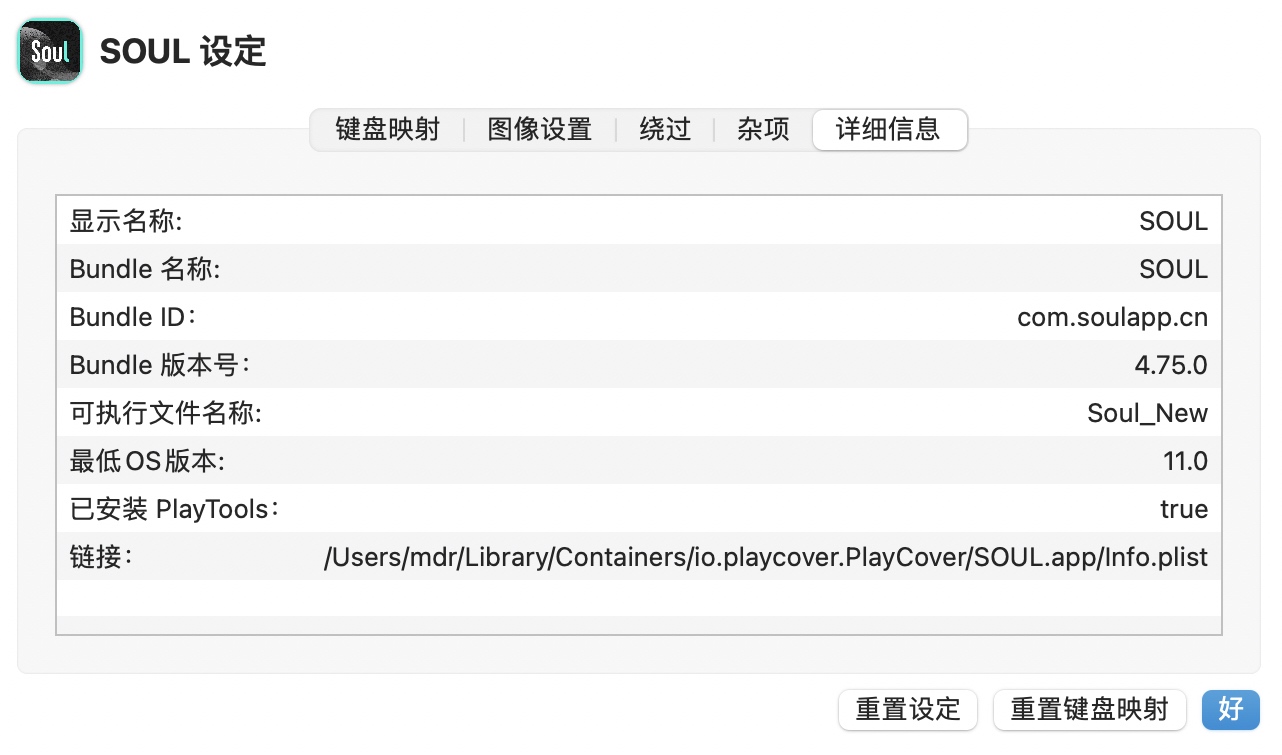 Soul
SOUL 设定
键盘映射 图像设置 绕过 杂项 详细信息
显示名称: SOUL
Bundle 名称: SOUL
Bundle ID： com.soulapp.cn
Bundle 版本号： 4.75.0
可执行文件名称: Soul_New
最低OS版本: 11.0
已安装 PlayTools： true
链接： /Users/mdr/Library/Containers/io.playcover.PlayCover/SOUL.app/Info.plist
重置设定 重置键盘映射 好